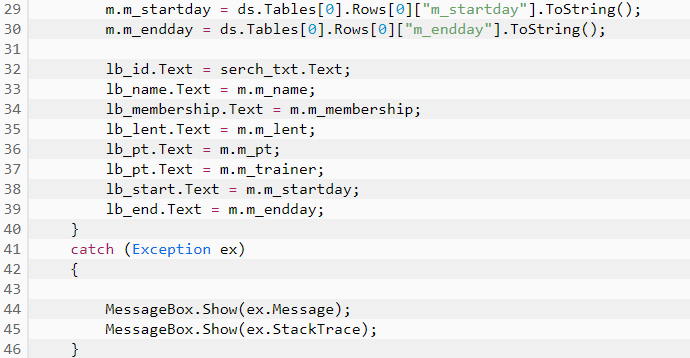 29 m.m_startday = ds.Tables[0].Rows[0]["m_startday"].ToString();
30 m.m_endday = ds.Tables[0].Rows[0]["m_endday"].ToString();
31
32 lb_id.Text = serch_txt.Text;
33 lb_name.Text = m.m_name;
34 lb_membership.Text = m.m_membership;
35 lb_lent.Text = m.m_lent;
36 lb_pt.Text = m.m_pt;
37 lb_pt.Text = m.m_trainer;
38 lb_start.Text = m.m_startday;
39 lb_end.Text = m.m_endday;
40 }
41 catch (Exception ex)
42 {
43
44 MessageBox.Show(ex.Message);
45 MessageBox.Show(ex.StackTrace);
46 }